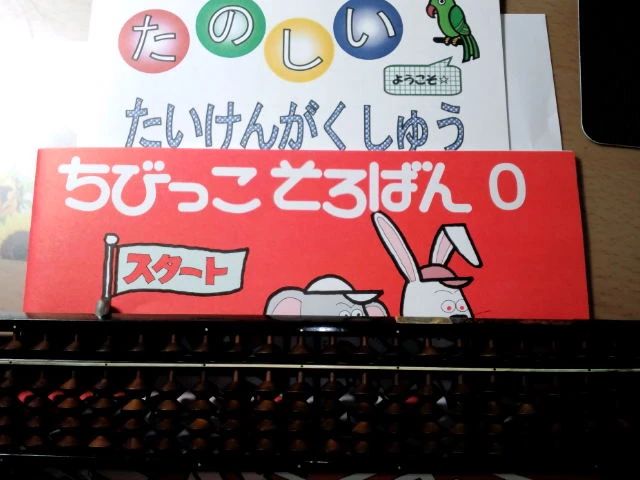 たのしい
ようこそ☆
たいけんがくしゅう
ちびっこそろばん 0
スタート